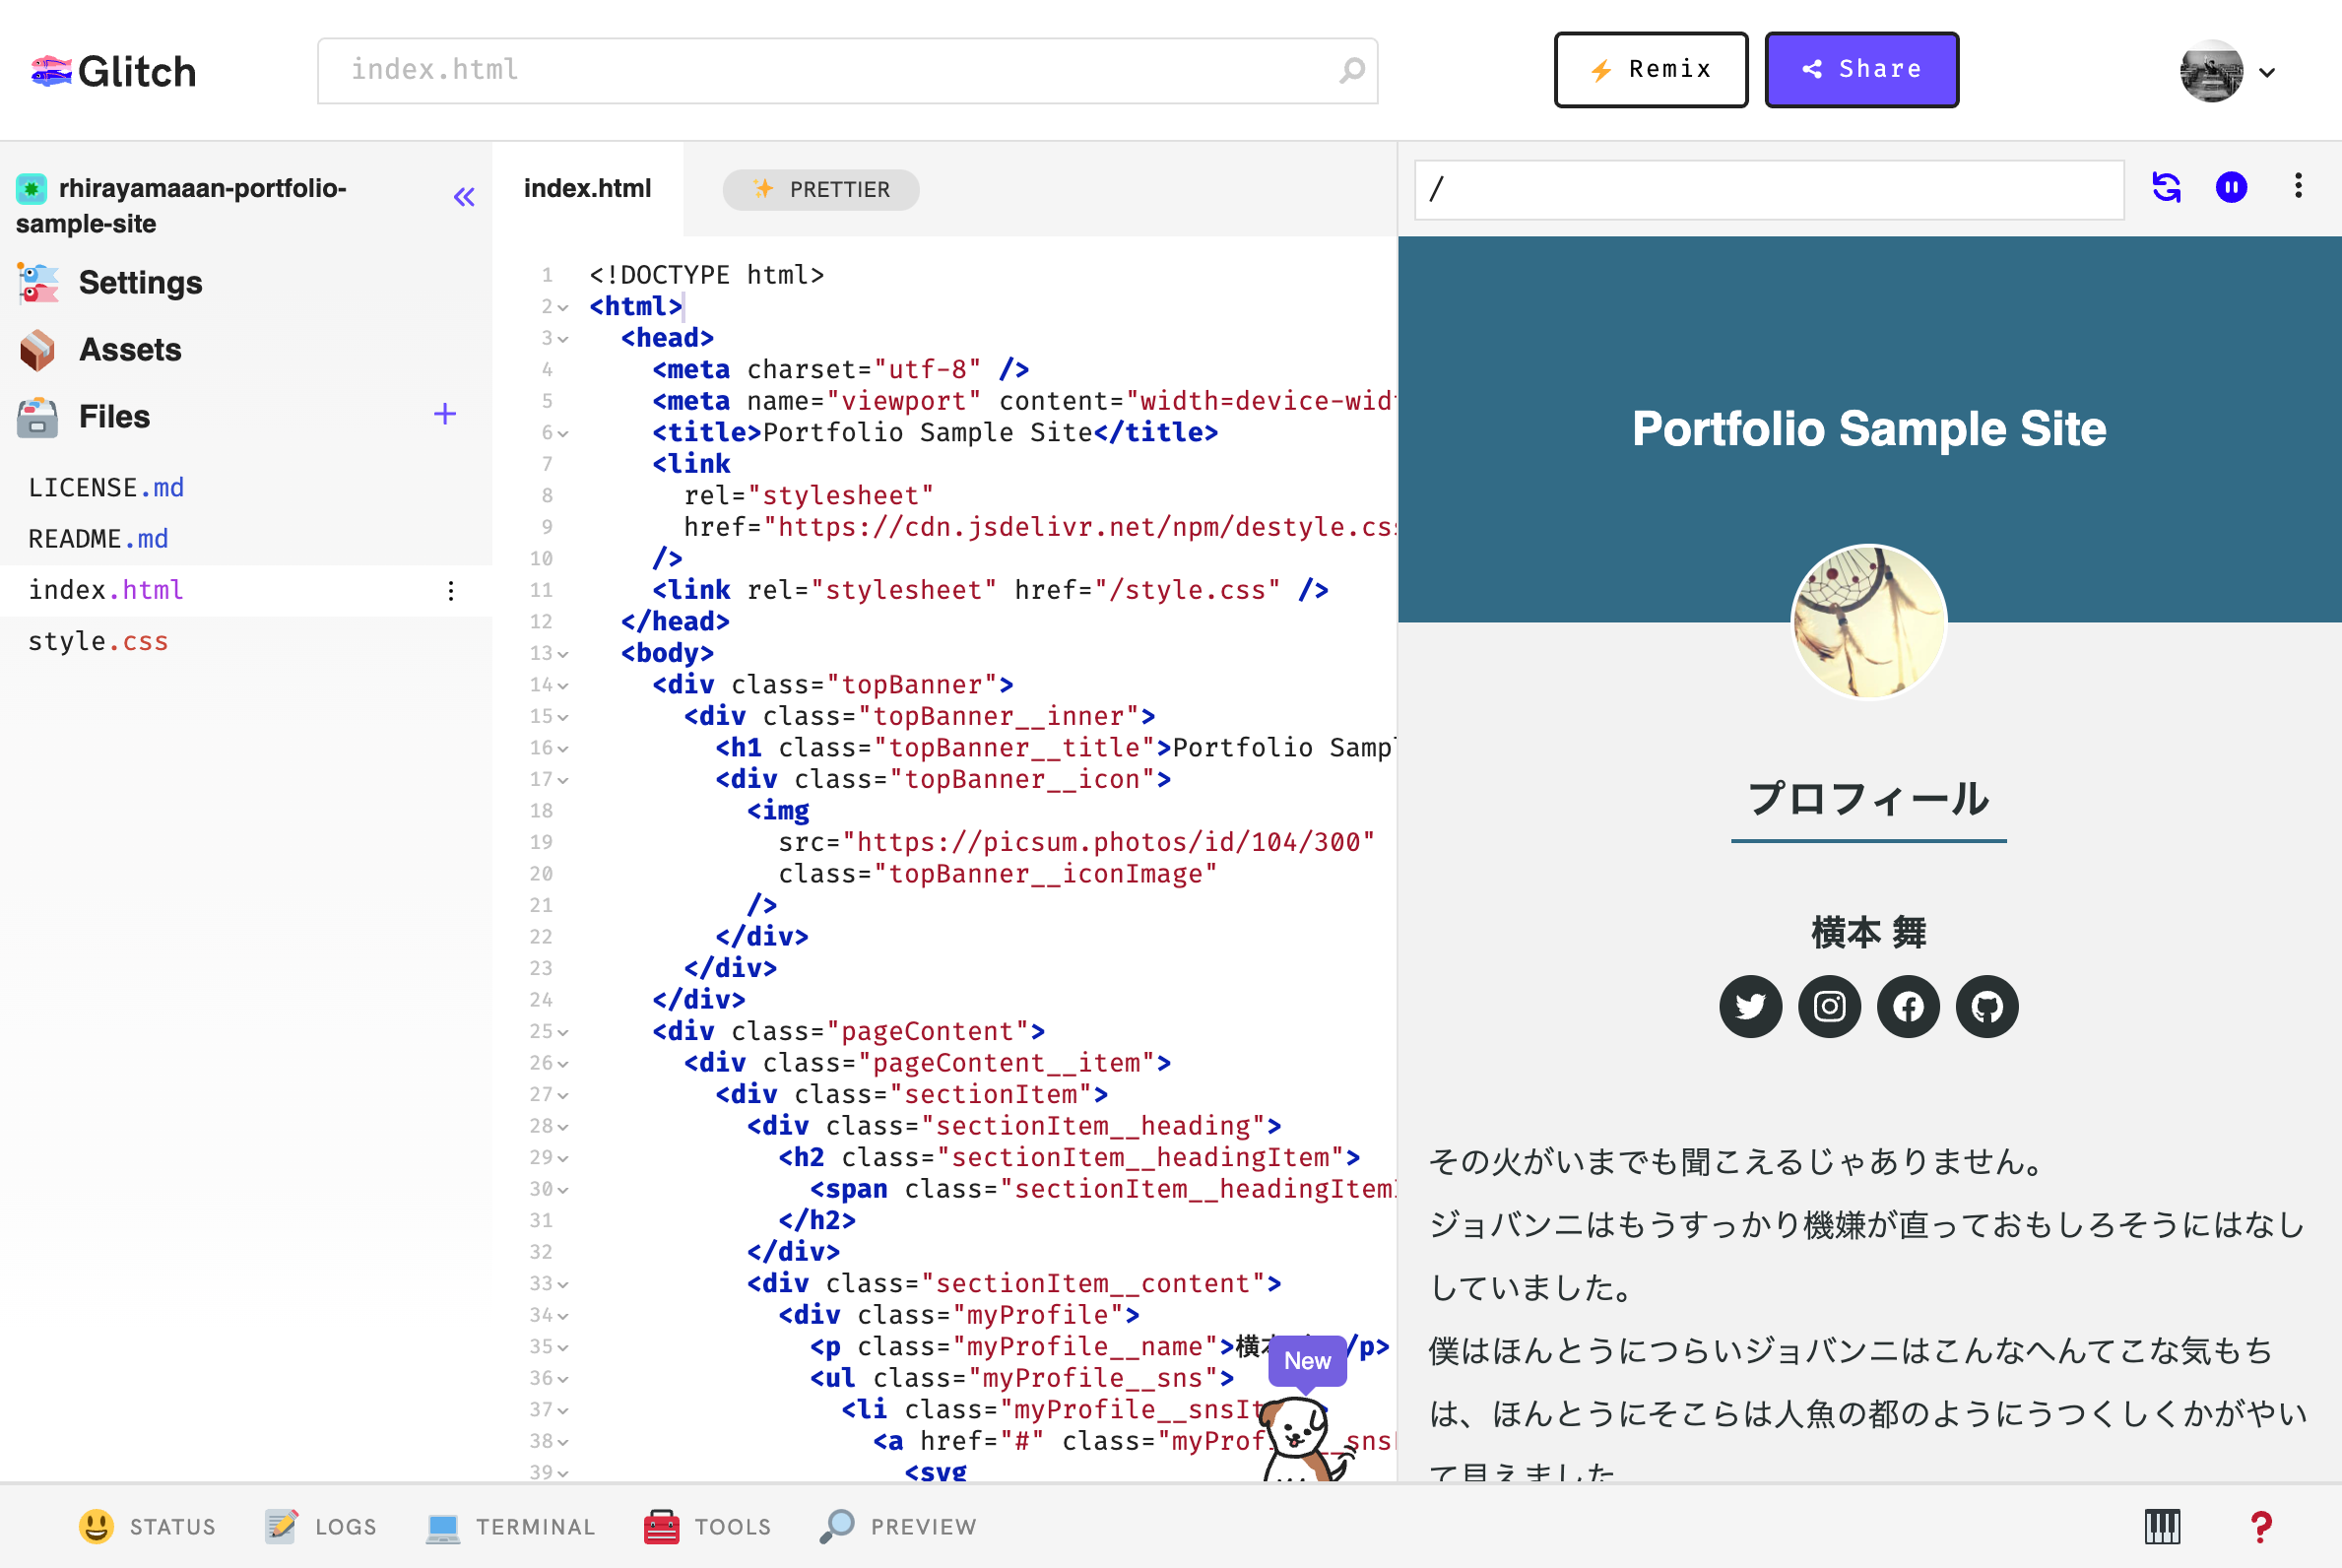 Glitch
index.html
Remix
Share
rhirayamaaan-portfolio-
sample-site
Settings
Assets
Files
LICENSE.md
README.md
index.html
style.css
index.html
PRETTIER
1 <!DOCTYPE html>
2 <html>
3 <head>
4 <meta charset="utf-8" />
5 <meta name="viewport" content="width=device-wid
6 <title>Portfolio Sample Site</title>
7 <link
8 rel="stylesheet"
9 href="https://cdn.jsdelivr.net/npm/destyle.cs
10 />
11 <link rel="stylesheet" href="/style.css" />
12 </head>
13 <body>
14 <div class="topBanner">
15 <div class="topBanner__inner">
16 <h1 class="topBanner__title">Portfolio Samp
17 <div class="topBanner__icon">
18 <img
19 src="https://picsum.photos/id/104/300"
20 class="topBanner__iconImage"
21 />
22 </div>
23 </div>
24 </div>
25 <div class="pageContent">
26 <div class="pageContent__item">
27 <div class="sectionItem">
28 <div class="sectionItem__heading">
29 <h2 class="sectionItem__headingItem">
30 <span class="sectionItem__headingItem
31 </h2>
32 </div>
33 <div class="sectionItem__content">
34 <div class="myProfile">
35 <p class="myProfile__name">横 /p>
36 <ul class="myProfile__sns">
37 <li class="myProfile__snsIt
38 <a href="#" class="myProf __sns
39 <svg
New
/
Portfolio Sample Site
プロフィール
横本 舞
その火がいまでも聞こえるじゃありません。
ジョバンニはもうすっかり機嫌が直っておもしろそうにはなし
していました。
僕はほんとうにつらいジョバンニはこんなへんてこな気もち
は、ほんとうにそこらは人魚の都のようにうつくしくかがやい
て見えました
STATUS
LOGS
TERMINAL
TOOLS
PREVIEW
?